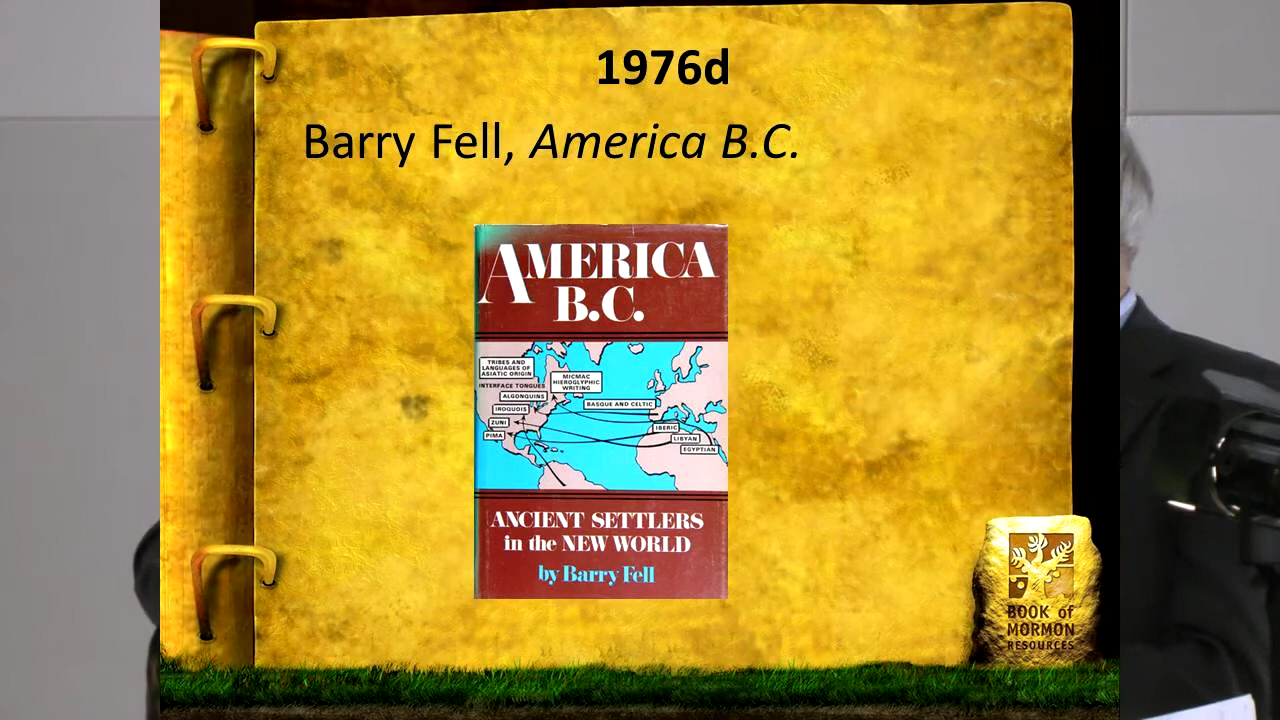 1976d
Barry Fell, America B.C.
AMERICA
B.C.
TRIBES AND
LANGUAGES OF
ASIATIC ORIGIN
MICMAC
HIEROGLYPHIC
WRITING
INTERFACE TONGUES
ALGONQUINS
BASQUE AND CELTIC
IROQUOIS
ZUNI
IBERIC
PIMA
LIBYAN
EGYPTIAN
ANCIENT SETTLERS
in the NEW WORLD
by Barry Fell
BOOK of
MORMON
RESOURCES